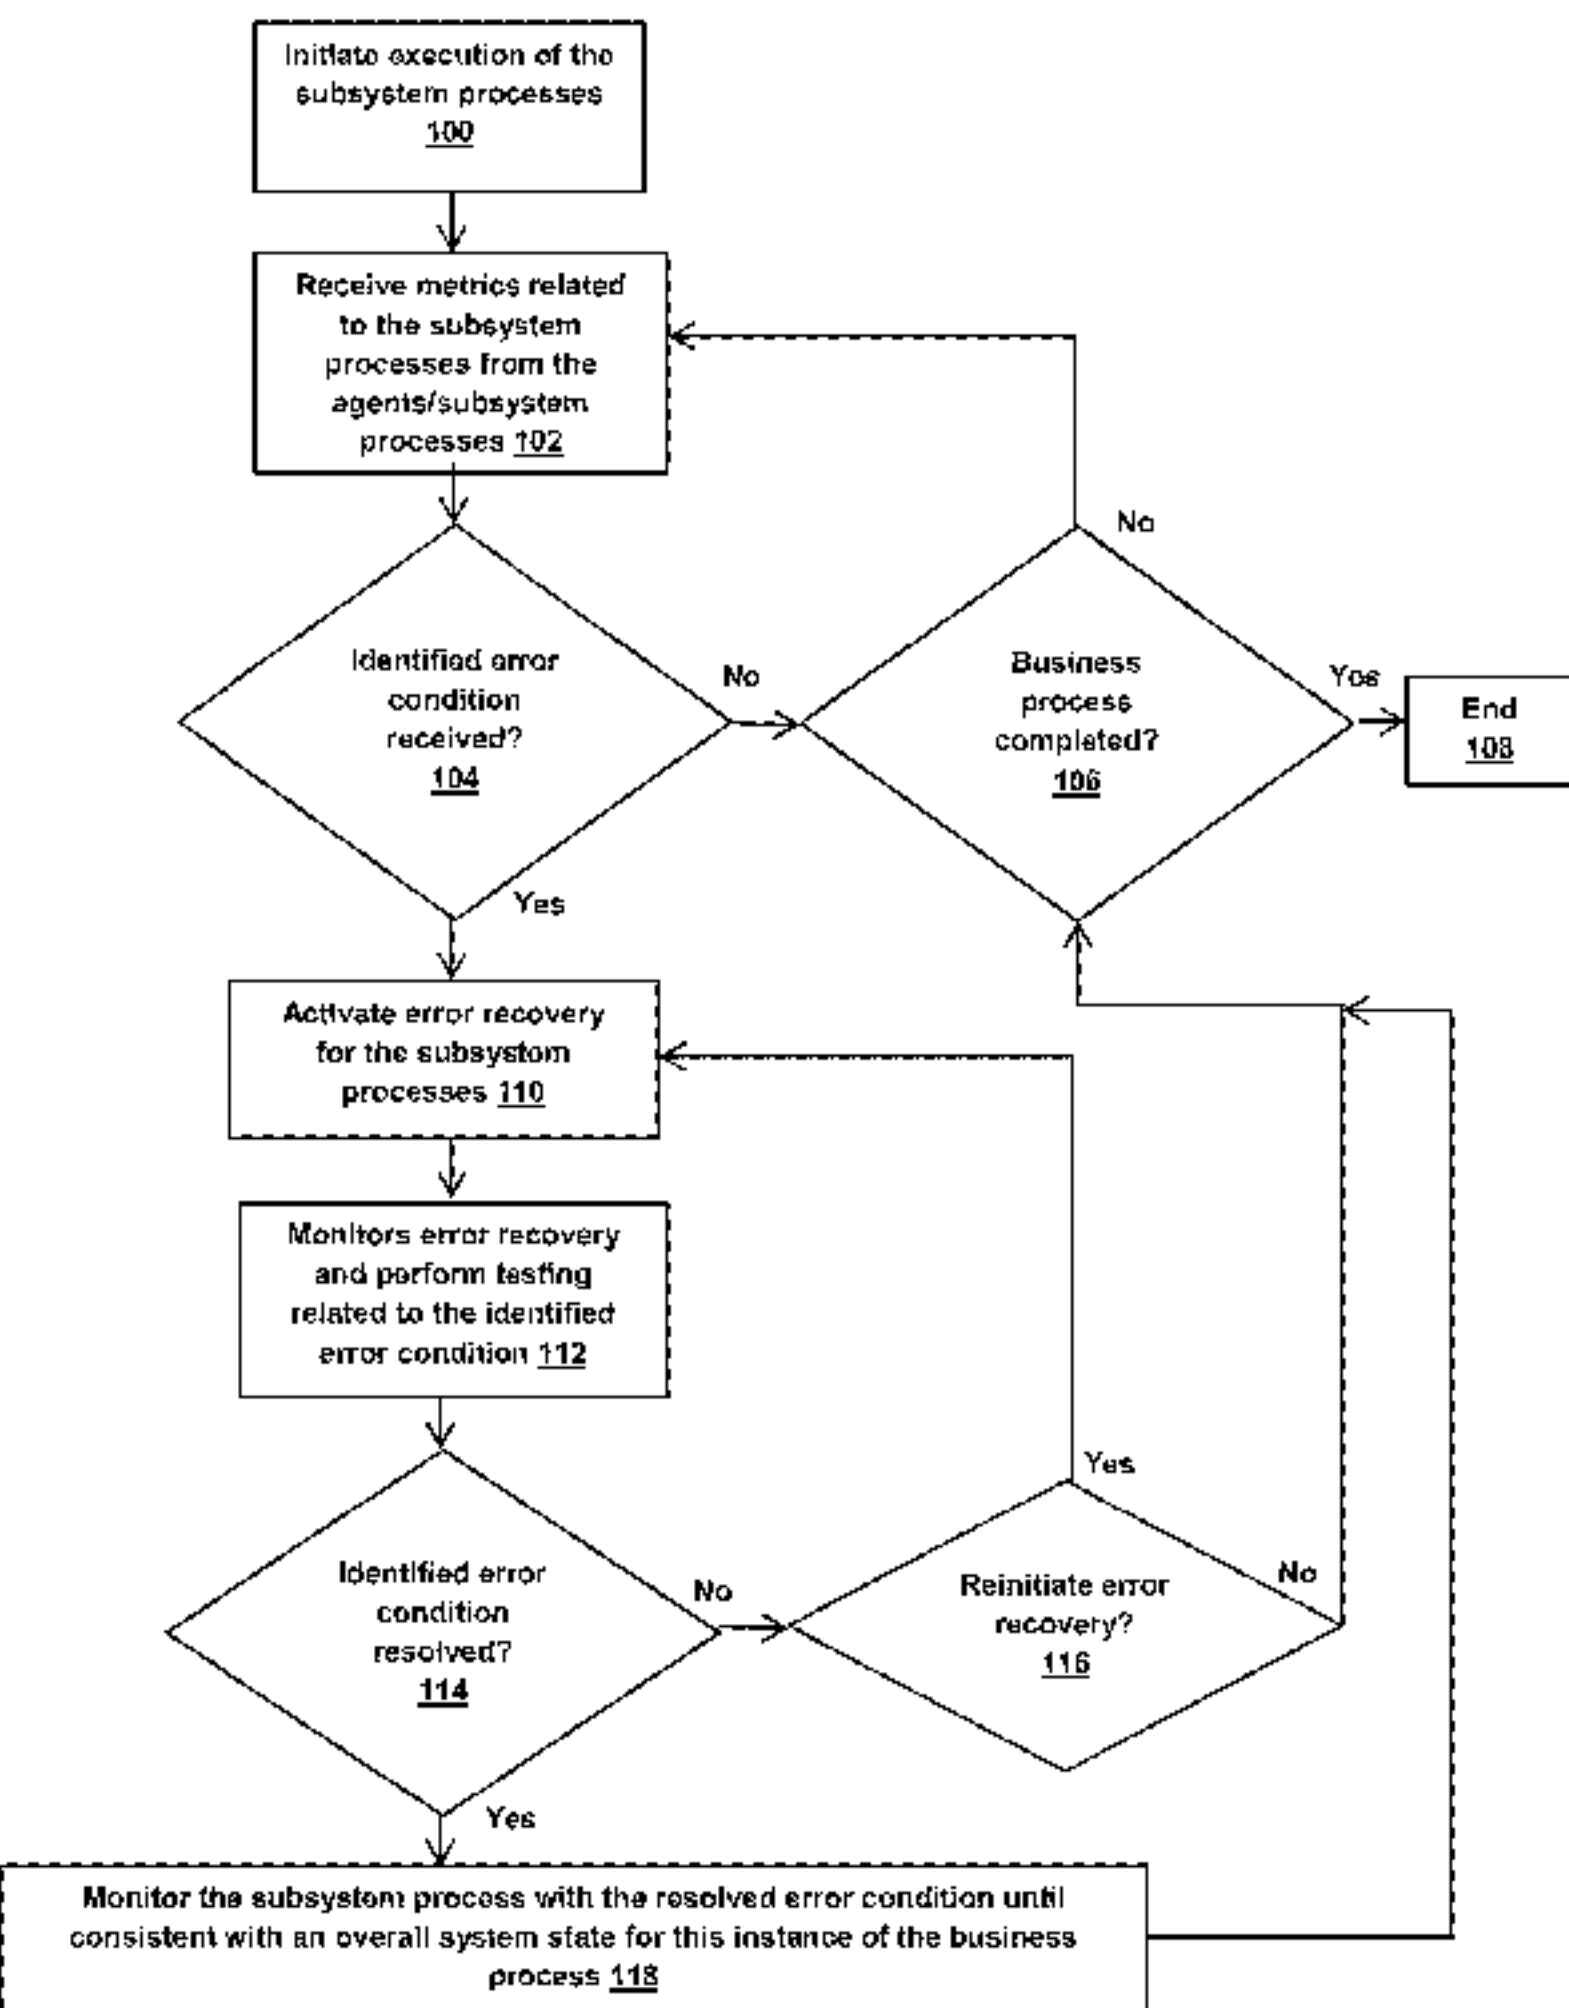 Initiate execution of the
subsystem processes
100
Receive metrics related
to the subsystem
processes from the
agents/subsystem
processes 102
No
Identified error
condition
received?
104
No
Business
process
completed?
106
Yes
End
108
Yes
Activate error recovery
for the subsystem
processes 110
Monitors error recovery
and perform testing
related to the identified
error condition 112
Yes
Identified error
condition
resolved?
114
No
Reinitiate error
recovery?
116
No
Yes
Monitor the subsystem process with the resolved error condition until
consistent with an overall system state for this instance of the business
process 118